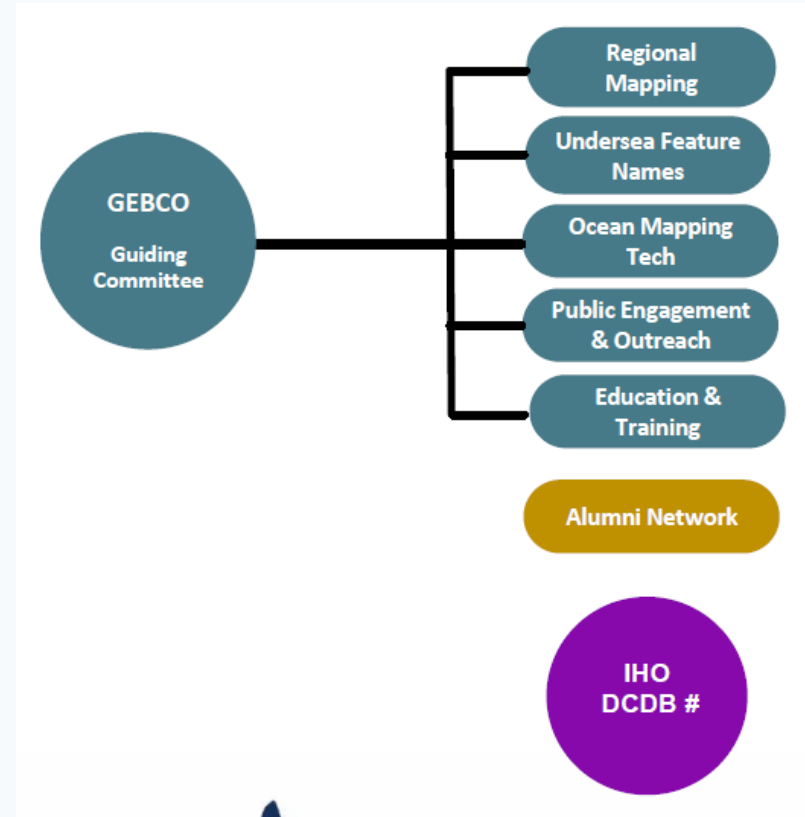 GEBCO
Guiding
Committee
Regional
Mapping
Undersea Feature
Names
Ocean Mapping
Tech
Public Engagement
& Outreach
Education &
Training
Alumni Network
IHO
DCDB #